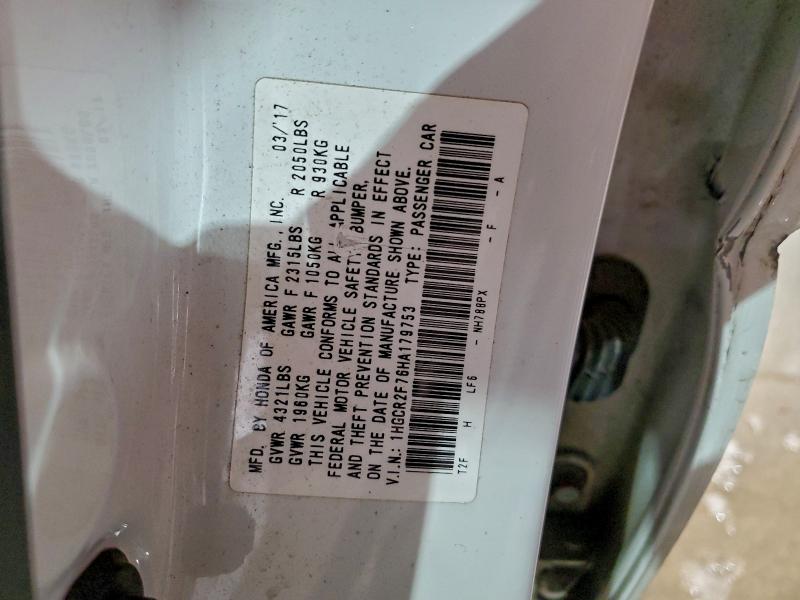 MFD. BY HONDA OF AMERICA MFG., INC. 03/'17
GVWR 4321LBS GAWR F 2315LBS R 2050LBS
GVWR 1960KG GAWR F 1050KG R 930KG
THIS VEHICLE CONFORMS TO APPLICABLE
FEDERAL MOTOR VEHICLE SAFETY, BUMPER,
AND THEFT PREVENTION STANDARDS IN EFFECT
ON THE DATE OF MANUFACTURE SHOWN ABOVE.
V.I.N.: 1HGCR2F76HA179753 TYPE: PASSENGER CAR
T2F H LF6 - NH788PX - F - A